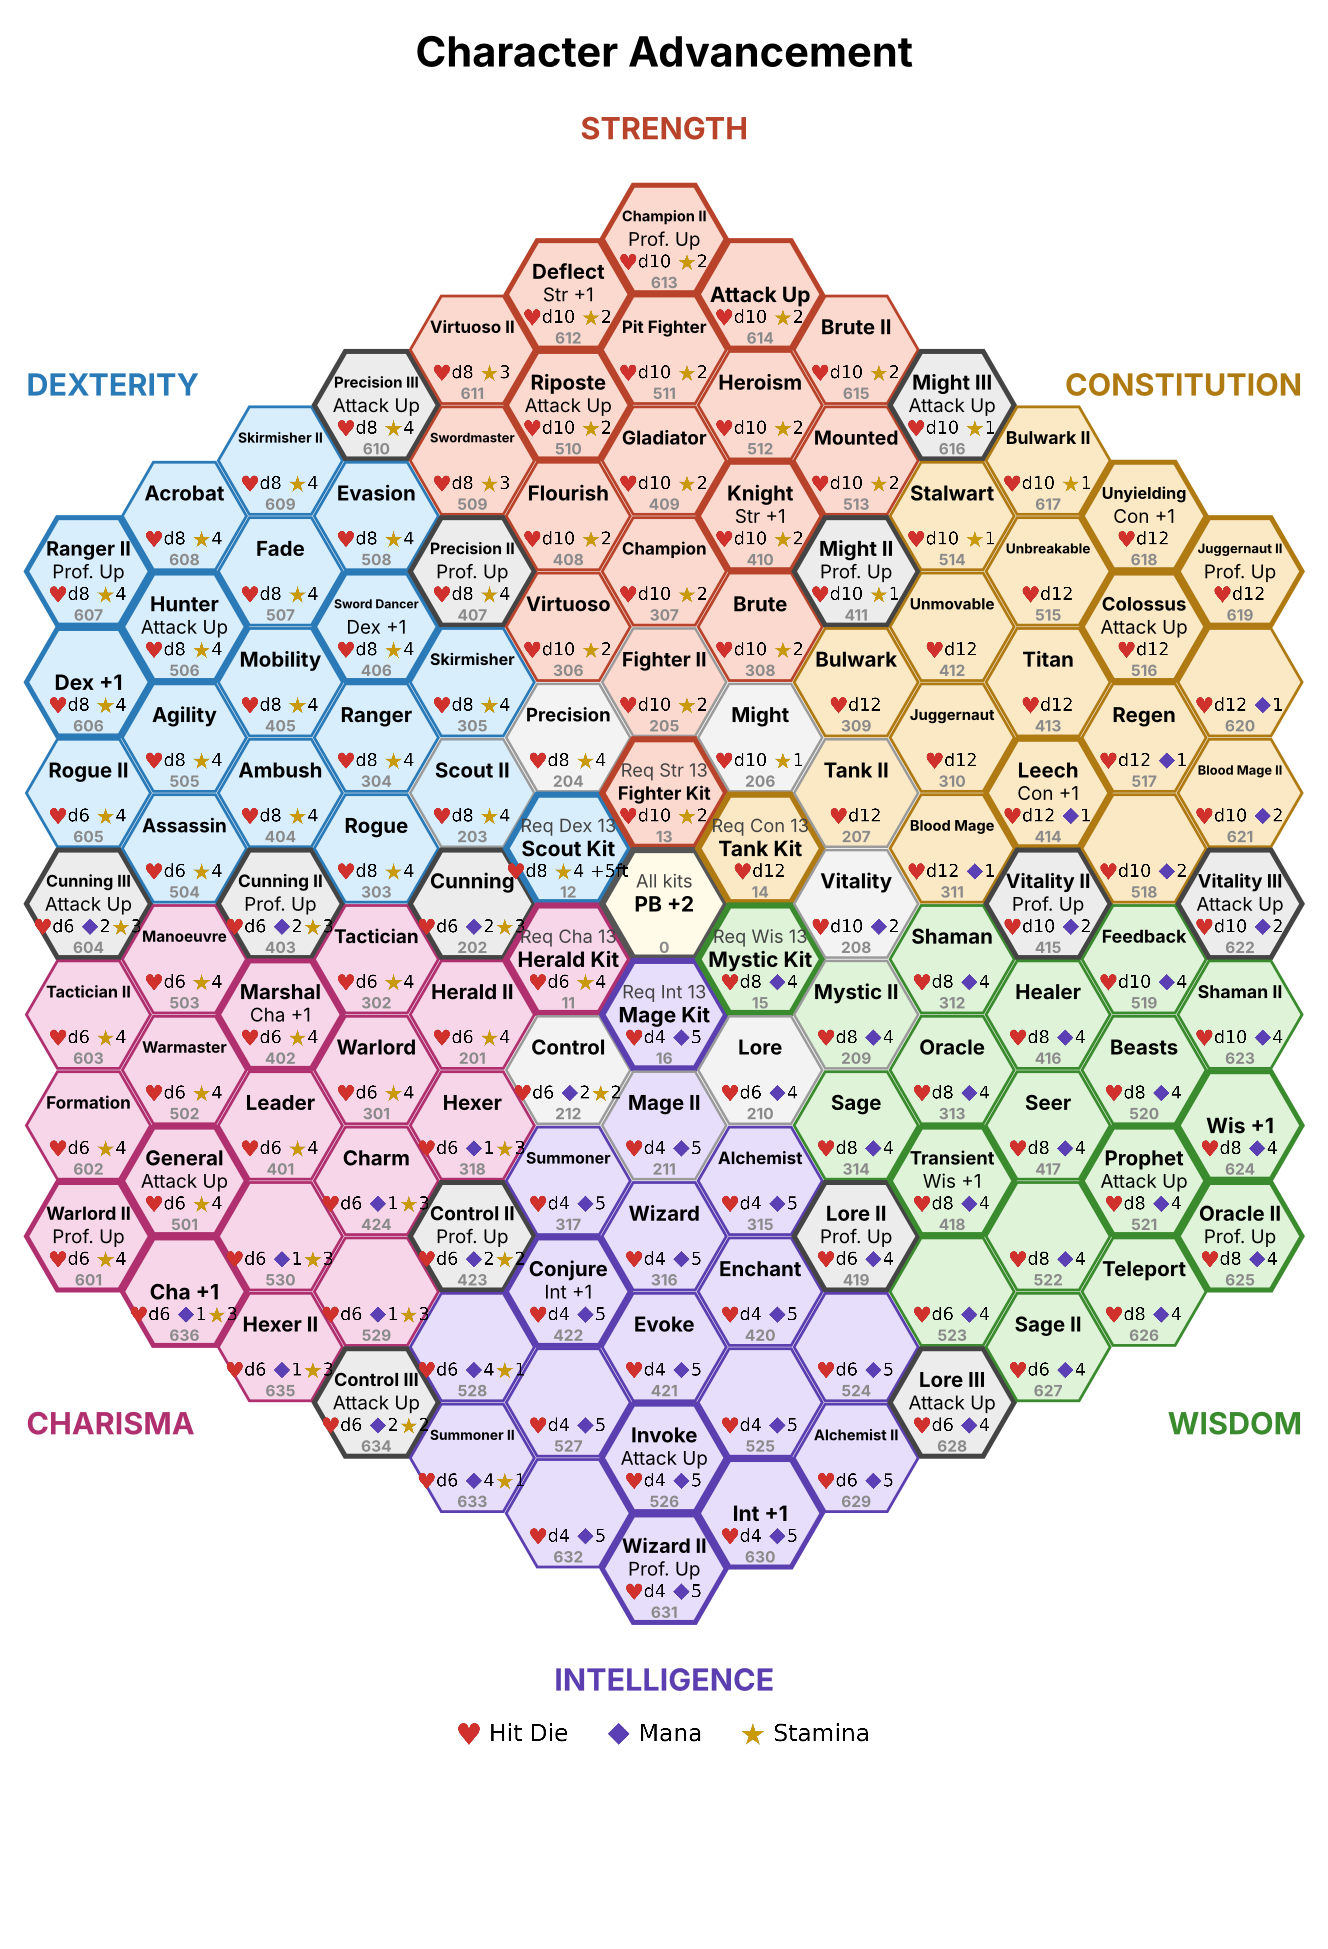 Character Advancement
STRENGTH
DEXTERITY
CONSTITUTION
Champion II
Prof. Up
♥d10 ★2
613
Deflect
Str +1
♥d10 ★2
612
Attack Up
♥d10 ★2
614
Virtuoso II
♥d8 ★3
611
Pit Fighter
♥d10 ★2
511
Brute II
♥d10 ★2
615
Precision III
Attack Up
♥d8 ★4
610
Riposte
Attack Up
♥d10 ★2
510
Heroism
♥d10 ★2
512
Might III
Attack Up
♥d10 ★1
616
Skirmisher II
♥d8 ★4
609
Swordmaster
♥d8 ★3
509
Gladiator
♥d10 ★2
409
Mounted
♥d10 ★2
513
Bulwark II
♥d10 ★1
617
Acrobat
♥d8 ★4
608
Evasion
♥d8 ★4
508
Flourish
♥d10 ★2
408
Knight
Str +1
♥d10 ★2
410
Stalwart
♥d10 ★1
514
Unyielding
Con +1
♥d12
618
Ranger II
Prof. Up
♥d8 ★4
607
Fade
♥d8 ★4
507
Precision II
Prof. Up
♥d8 ★4
407
Champion
♥d10 ★2
307
Might II
Prof. Up
♥d10 ★1
411
Unbreakable
♥d12
515
Juggernaut II
Prof. Up
♥d12
619
Hunter
Attack Up
♥d8 ★4
506
Sword Dancer
Dex +1
♥d8 ★4
406
Virtuoso
♥d10 ★2
306
Brute
♥d10 ★2
308
Unmovable
♥d12
412
Colossus
Attack Up
♥d12
516
Dex +1
♥d8 ★4
606
Mobility
♥d8 ★4
405
Skirmisher
♥d8 ★4
305
Fighter II
♥d10 ★2
205
Bulwark
♥d12
309
Titan
♥d12
413
♥d12 ◆1
620
Agility
♥d8 ★4
505
Ranger
♥d8 ★4
304
Precision
♥d8 ★4
204
Might
♥d10 ★1
206
Juggernaut
♥d12
310
Regen
♥d12 ◆1
517
Rogue II
♥d6 ★4
605
Ambush
♥d8 ★4
404
Scout II
♥d8 ★4
203
Req Str 13
Fighter Kit
♥d10 ★2
13
Tank II
♥d12
207
Leech
Con +1
♥d12 ◆1
414
Blood Mage II
♥d10 ◆2
621
Assassin
♥d6 ★4
504
Rogue
♥d8 ★4
303
Req Dex 13
Scout Kit
♥d8 ★4 +5ft
12
Req Con 13
Tank Kit
♥d12
14
Blood Mage
♥d12 ◆1
311
♥d10 ◆2
518
Cunning III
Attack Up
♥d6 ◆2★3
604
Cunning II
Prof. Up
♥d6 ◆2★3
403
Cunning
♥d6 ◆2★3
202
All kits
PB +2
0
Vitality
♥d10 ◆2
208
Vitality II
Prof. Up
♥d10 ◆2
415
Vitality III
Attack Up
♥d10 ◆2
622
Manoeuvre
♥d6 ★4
503
Tactician
♥d6 ★4
302
Req Cha 13
Herald Kit
♥d6 ★4
11
Req Wis 13
Mystic Kit
♥d8 ◆4
15
Shaman
♥d8 ◆4
312
Feedback
♥d10 ◆4
519
Tactician II
♥d6 ★4
603
Marshal
Cha +1
♥d6 ★4
402
Herald II
♥d6 ★4
201
Req Int 13
Mage Kit
♥d4 ◆5
16
Mystic II
♥d8 ◆4
209
Healer
♥d8 ◆4
416
Shaman II
♥d10 ◆4
623
Warmaster
♥d6 ★4
502
Warlord
♥d6 ★4
301
Control
♥d6 ◆2★2
212
Lore
♥d6 ◆4
210
Oracle
♥d8 ◆4
313
Beasts
♥d8 ◆4
520
Formation
♥d6 ★4
602
Leader
♥d6 ★4
401
Hexer
♥d6 ◆1★3
318
Mage II
♥d4 ◆5
211
Sage
♥d8 ◆4
314
Seer
♥d8 ◆4
417
Wis +1
♥d8 ◆4
624
General
Attack Up
♥d6 ★4
501
Charm
♥d6 ◆1★3
424
Summoner
♥d4 ◆5
317
Alchemist
♥d4 ◆5
315
Transient
Wis +1
♥d8 ◆4
418
Prophet
Attack Up
♥d8 ◆4
521
Warlord II
Prof. Up
♥d6 ★4
601
♥d6 ◆1★3
530
Control II
Prof. Up
♥d6 ◆2★2
423
Wizard
♥d4 ◆5
316
Lore II
Prof. Up
♥d6 ◆4
419
♥d8 ◆4
522
Oracle II
Prof. Up
♥d8 ◆4
625
Cha +1
♥d6 ◆1★3
636
♥d6 ◆1★3
529
Conjure
Int +1
♥d4 ◆5
422
Enchant
♥d4 ◆5
420
♥d6 ◆4
523
Teleport
♥d8 ◆4
626
Hexer II
♥d6 ◆1★3
635
♥d6 ◆4★1
528
Evoke
♥d4 ◆5
421
♥d6 ◆5
524
Sage II
♥d6 ◆4
627
Control III
Attack Up
♥d6 ◆2★2
634
♥d4 ◆5
527
♥d4 ◆5
525
Lore III
Attack Up
♥d6 ◆4
628
Summoner II
♥d6 ◆4★1
633
Invoke
Attack Up
♥d4 ◆5
526
Alchemist II
♥d6 ◆5
629
♥d4 ◆5
632
Int +1
♥d4 ◆5
630
Wizard II
Prof. Up
♥d4 ◆5
631
CHARISMA
WISDOM
INTELLIGENCE
♥ Hit Die ◆ Mana ★ Stamina